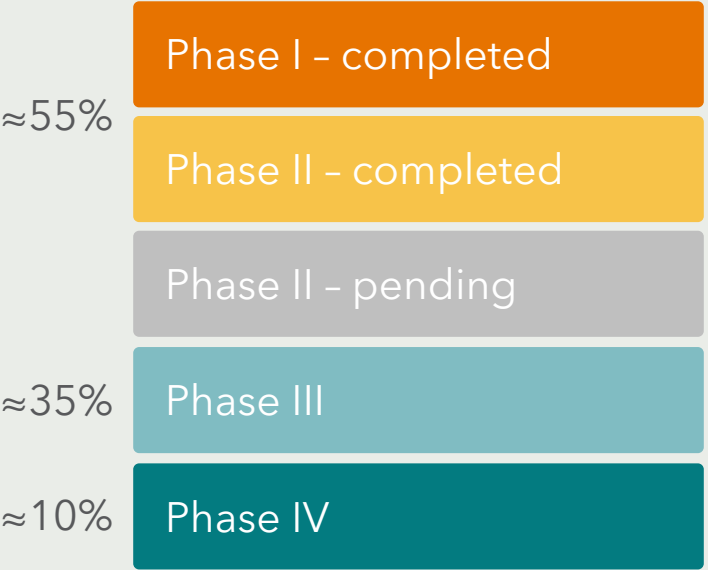 Phase I – completed
≈55%
Phase II – completed
Phase II – pending
≈35% Phase III
≈10% Phase IV